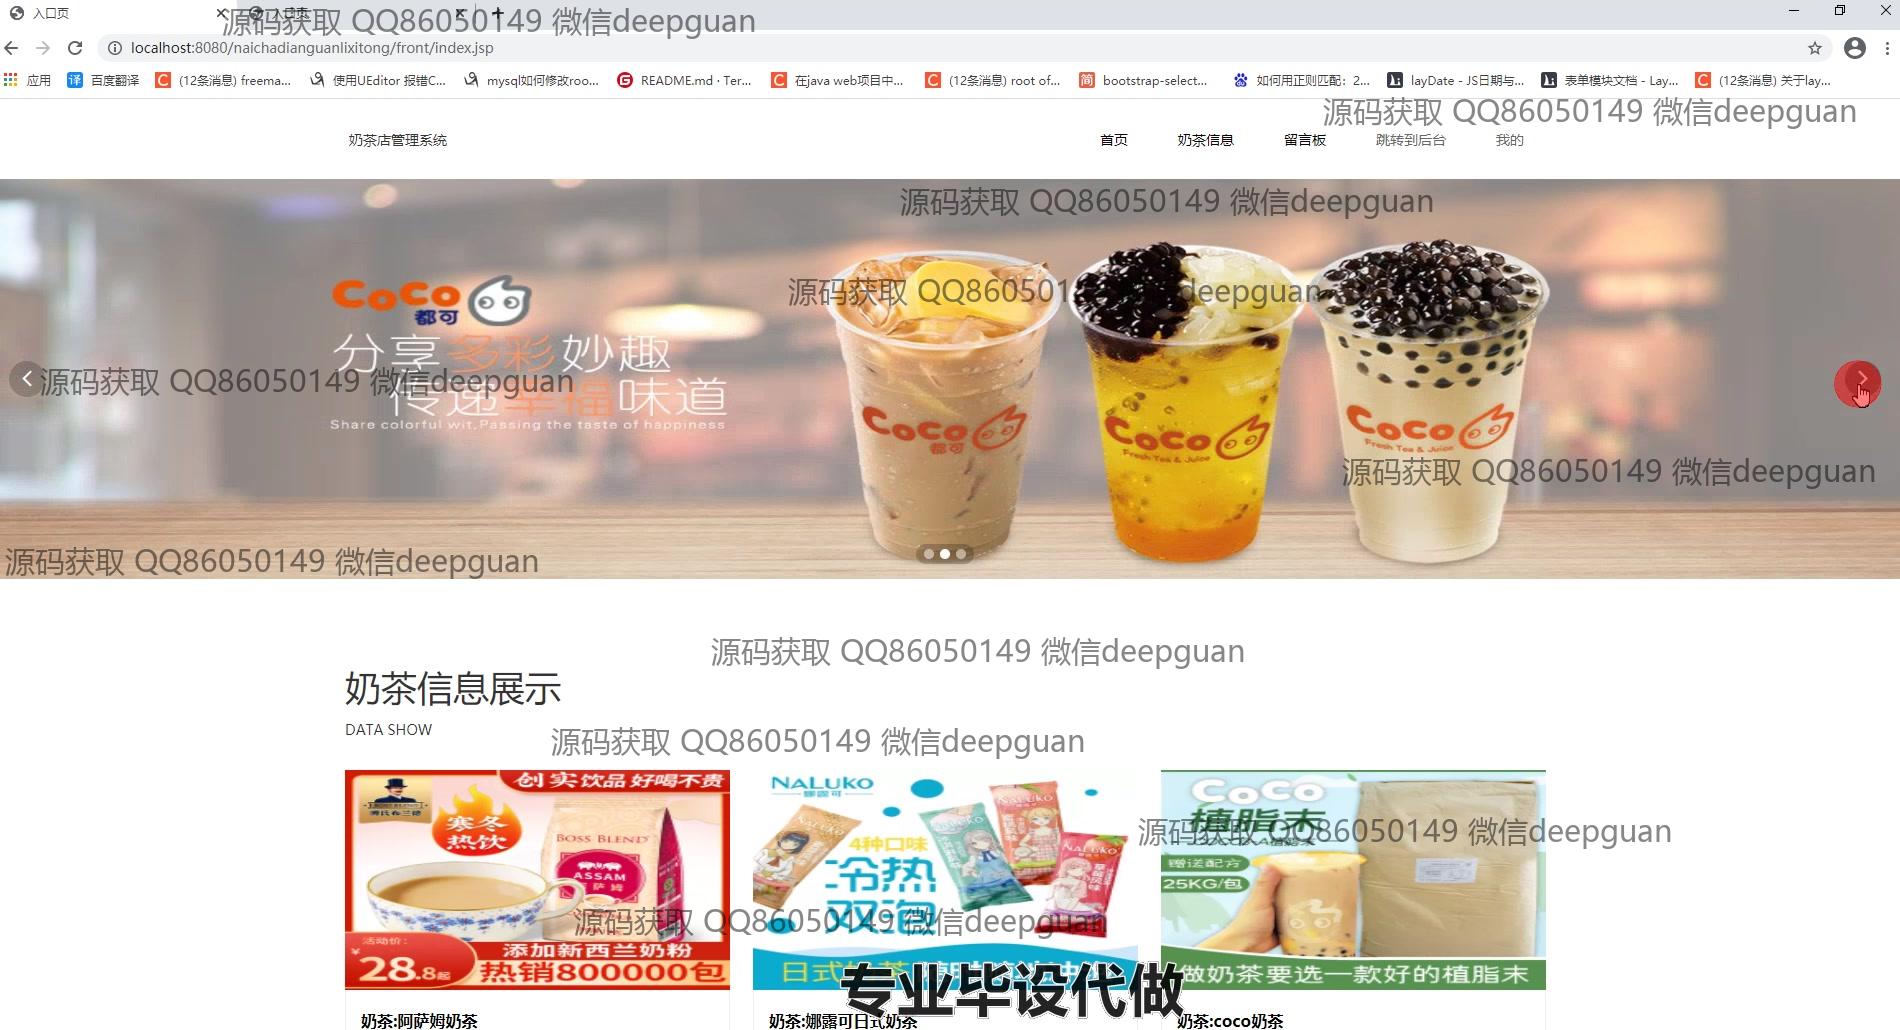 入口页
入口页
源码获取 QQ86050149 微信deepguan
localhost:8080/naichadianguanlixitong/front/index.jsp
应用
百度翻译
(12条消息) freema...
使用UEditor 报错C...
mysql如何修改roo...
README.md · Ter...
在java web项目中...
(12条消息) root of...
bootstrap-select...
如何用正则匹配：2...
layDate - JS日期与...
表单模块文档 - Lay...
(12条消息) 关于lay...
源码获取 QQ86050149 微信deepguan
奶茶店管理系统
首页
奶茶信息
留言板
跳转到后台
我的
源码获取 QQ86050149 微信deepguan
源码获取 QQ860501 deepguan
CoCo
都可
分享多彩妙趣
传递幸福味道
Share colorful wit,Passing the taste of happiness
源码获取 QQ86050149 微信deepguan
CoCo
都可
CoCo
Fresh Tea & Juice
CoCo
Fresh Tea & Juice
源码获取 QQ86050149 微信deepguan
源码获取 QQ86050149 微信deepguan
源码获取 QQ86050149 微信deepguan
奶茶信息展示
DATA SHOW
源码获取 QQ86050149 微信deepguan
创实饮品 好喝不贵
寒冬
热饮
BOSS BLEND
ASSAM
活动价：
¥28.8起
添加新西兰奶粉
热销800000包
NALUKO
娜露可
4种口味
冷热
双泡
日式奶茶
CoCo
植脂末
赠送配方
25KG/包
做奶茶要选一款好的植脂末
源码获取 QQ86050149 微信deepguan
源码获取 QQ86050149 微信deepguan
专业毕设代做
奶茶:阿萨姆奶茶
奶茶:娜露可日式奶茶
奶茶:coco奶茶